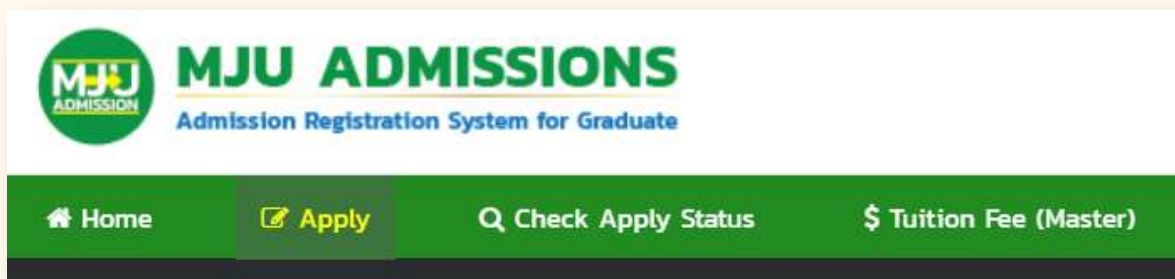 MJU
ADMISSION
MJU ADMISSIONS
Admission Registration System for Graduate
Home
Apply
Check Apply Status
$ Tuition Fee (Master)